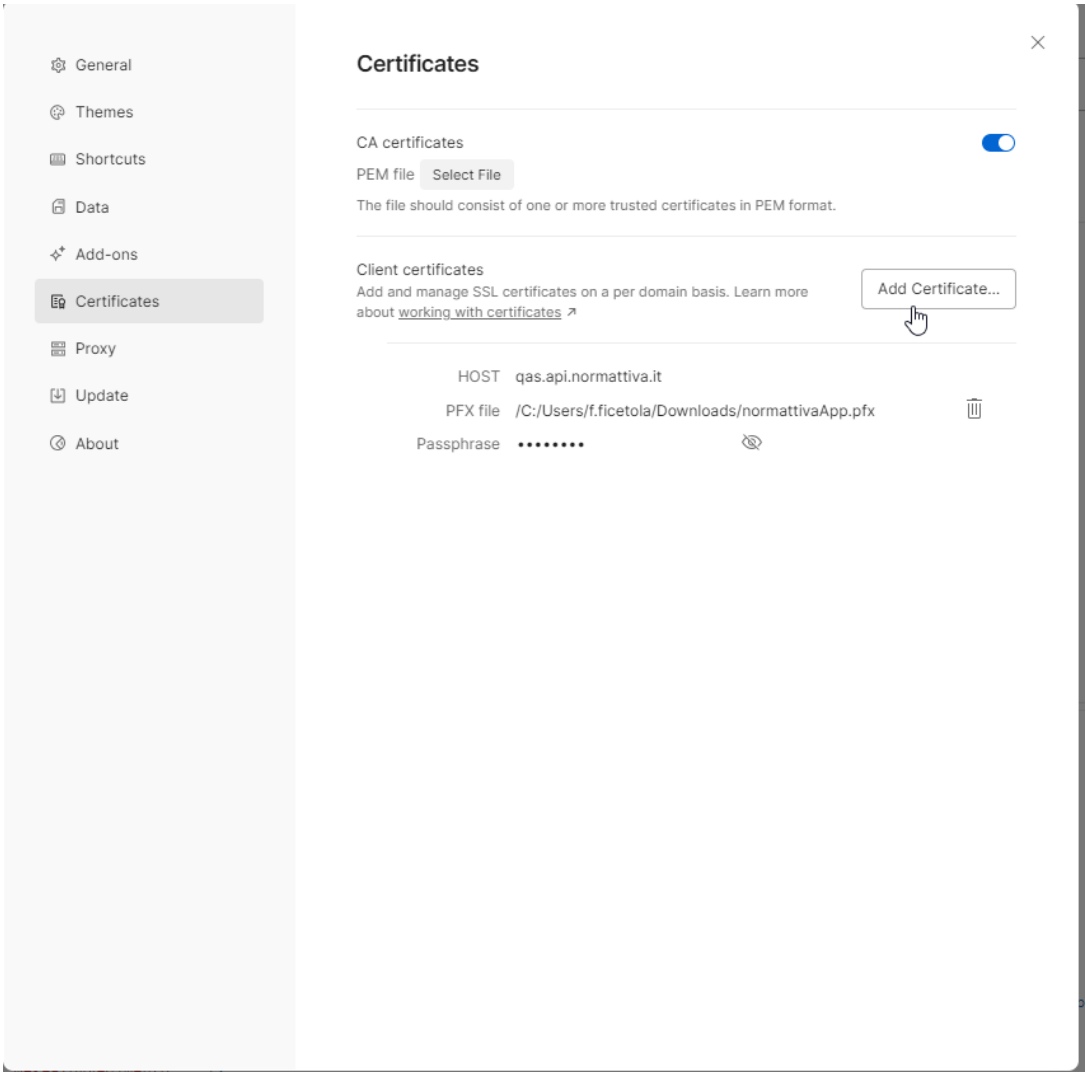 General
Themes
Shortcuts
Data
Add-ons
Certificates
Proxy
Update
About
Certificates
CA certificates
PEM file Select File
The file should consist of one or more trusted certificates in PEM format.
Client certificates
Add and manage SSL certificates on a per domain basis. Learn more
about working with certificates ↗
Add Certificate...
HOST qas.api.normattiva.it
PFX file /C:/Users/f.ficetola/Downloads/normattivaApp.pfx
Passphrase ••••••••